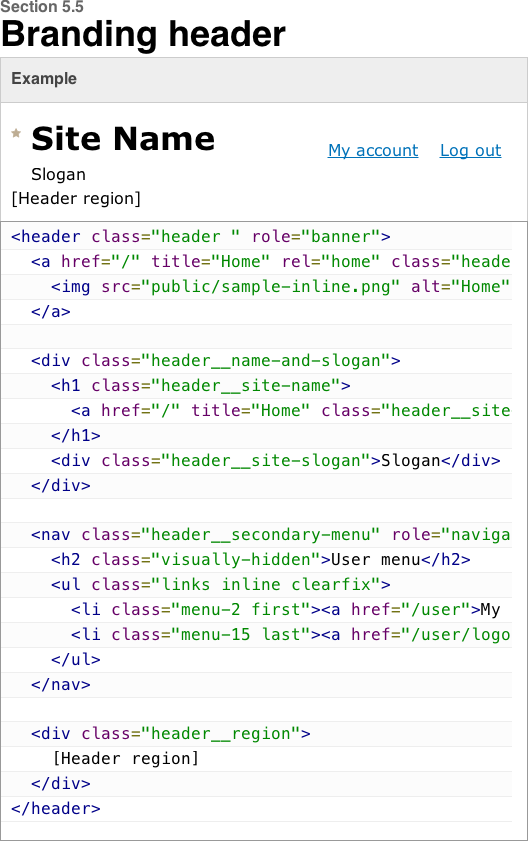 Section 5.5
Branding header
Example
Site Name
My account Log out
Slogan
[Header region]
<header class="header " role="banner">
  <a href="/" title="Home" rel="home" class="heade
    <img src="public/sample-inline.png" alt="Home"
  </a>
  <div class="header__name-and-slogan">
    <h1 class="header__site-name">
      <a href="/" title="Home" class="header__site
    </h1>
    <div class="header__site-slogan">Slogan</div>
  </div>
  <nav class="header__secondary-menu" role="naviga
    <h2 class="visually-hidden">User menu</h2>
    <ul class="links inline clearfix">
      <li class="menu-2 first"><a href="/user">My
      <li class="menu-15 last"><a href="/user/logo
    </ul>
  </nav>
  <div class="header__region">
    [Header region]
  </div>
</header>